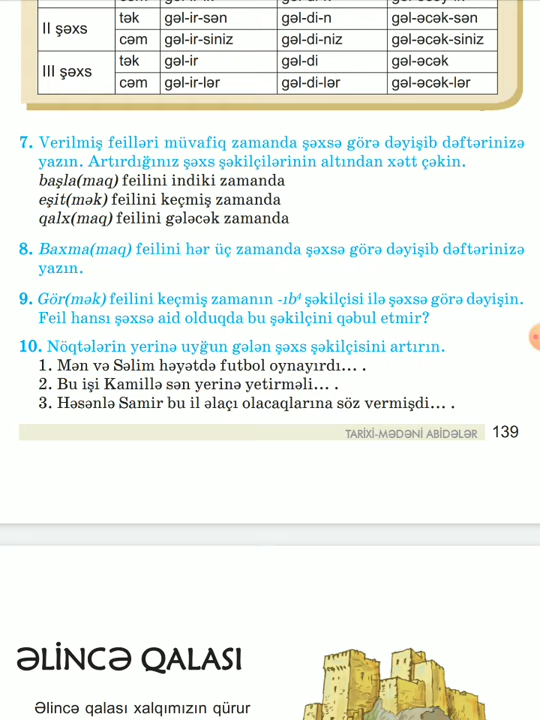 II şəxs
tək gəl-ir-sən gəl-di-n gəl-əcək-sən
cəm gəl-ir-siniz gəl-di-niz gəl-əcək-siniz
III şəxs
tək gəl-ir gəl-di gəl-əcək
cəm gəl-ir-lər gəl-di-lər gəl-əcək-lər
7. Verilmiş feilləri müvafiq zamanda şəxsə görə dəyişib dəftərinizə
yazın. Artırdığınız şəxs şəkilçilərinin altından xətt çəkin.
başla(maq) feilini indiki zamanda
eşit(mək) feilini keçmiş zamanda
qalx(maq) feilini gələcək zamanda
8. Baxma(maq) feilini hər üç zamanda şəxsə görə dəyişib dəftərinizə
yazın.
9. Gör(mək) feilini keçmiş zamanın -ıb⁴ şəkilçisi ilə şəxsə görə dəyişin.
Feil hansı şəxsə aid olduqda bu şəkilçini qəbul etmir?
10. Nöqtələrin yerinə uyğun gələn şəxs şəkilçisini artırın.
1. Mən və Səlim həyətdə futbol oynayırdı... .
2. Bu işi Kamillə sən yerinə yetirməli... .
3. Həsənlə Samir bu il əlaçı olacaqlarına söz vermişdi... .
TARİXİ-MƏDƏNİ ABİDƏLƏR 139
ƏLİNCƏ QALASI
Əlincə qalası xalqımızın qürur